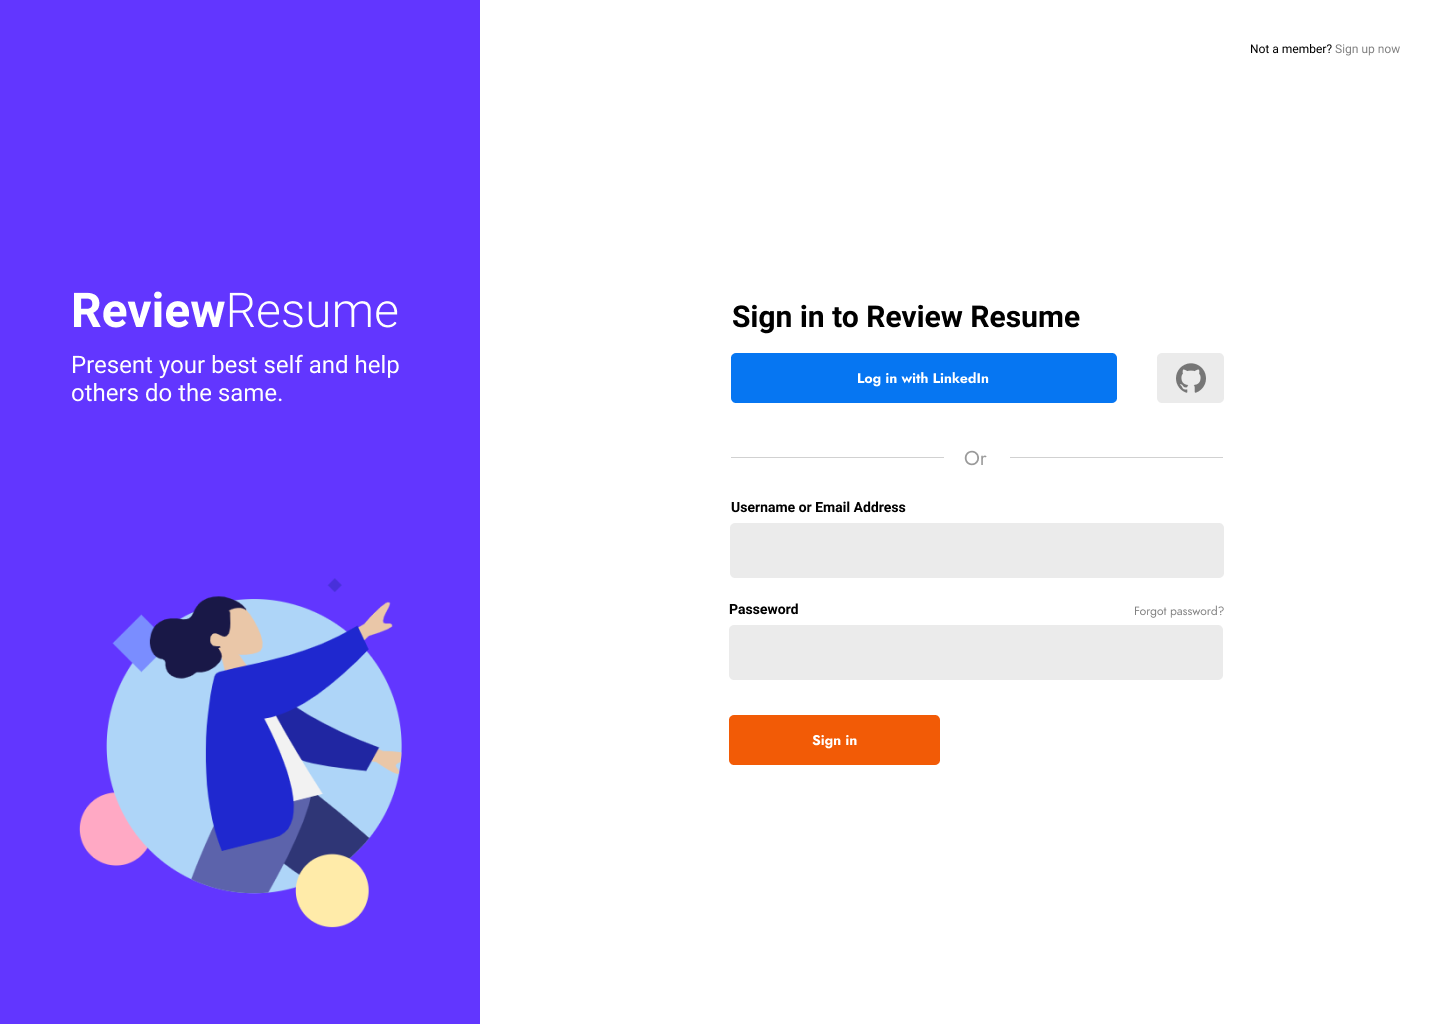 Not a member? Sign up now
ReviewResume
Present your best self and help
others do the same.
Sign in to Review Resume
Log in with LinkedIn
Or
Username or Email Address
Passeword
Forgot password?
Sign in